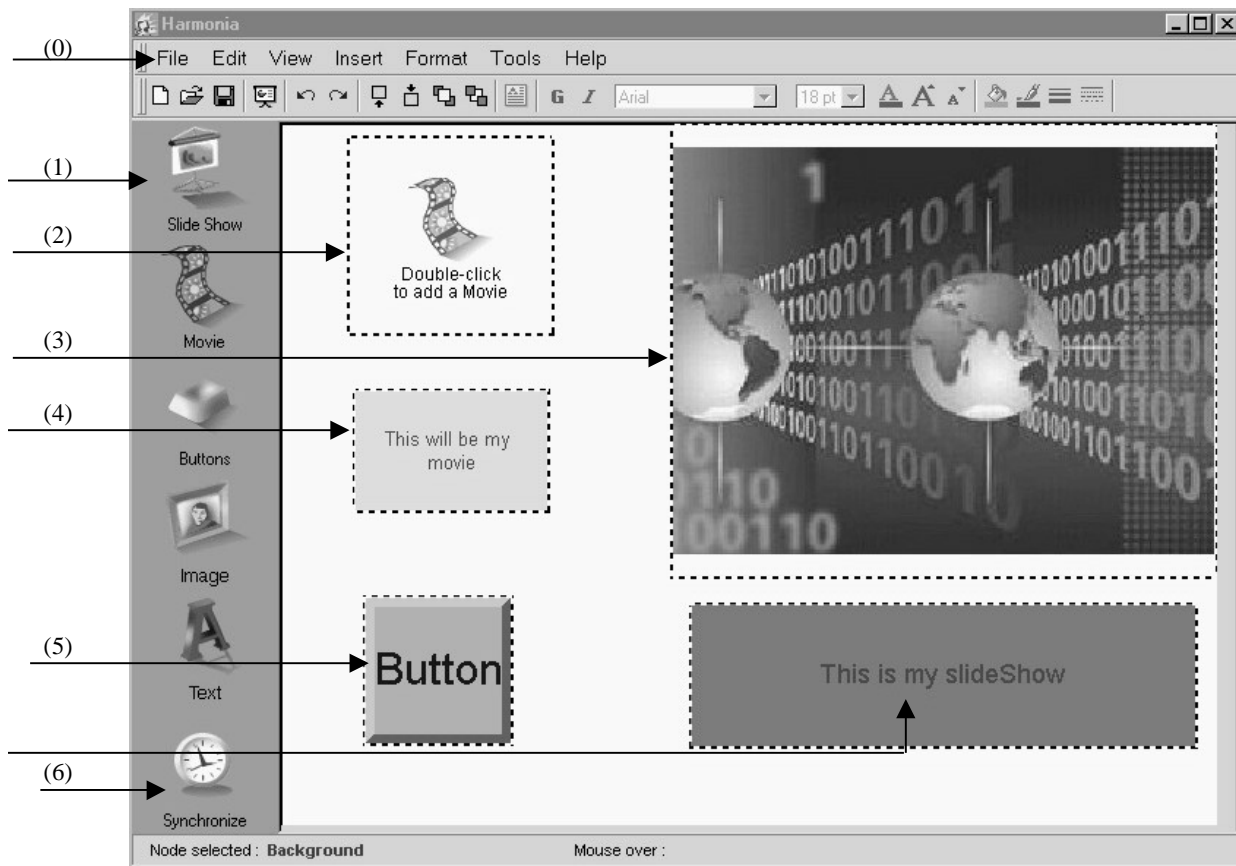 Harmonia
(0)
File Edit View Insert Format Tools Help
G I Arial 18 pt A A A
(1)
Slide Show
(2)
Double-click
to add a Movie
Movie
(3)
(4)
This will be my
movie
Buttons
Image
(5)
Button
Text
This is my slideShow
(6)
Synchronize
Node selected : Background Mouse over :